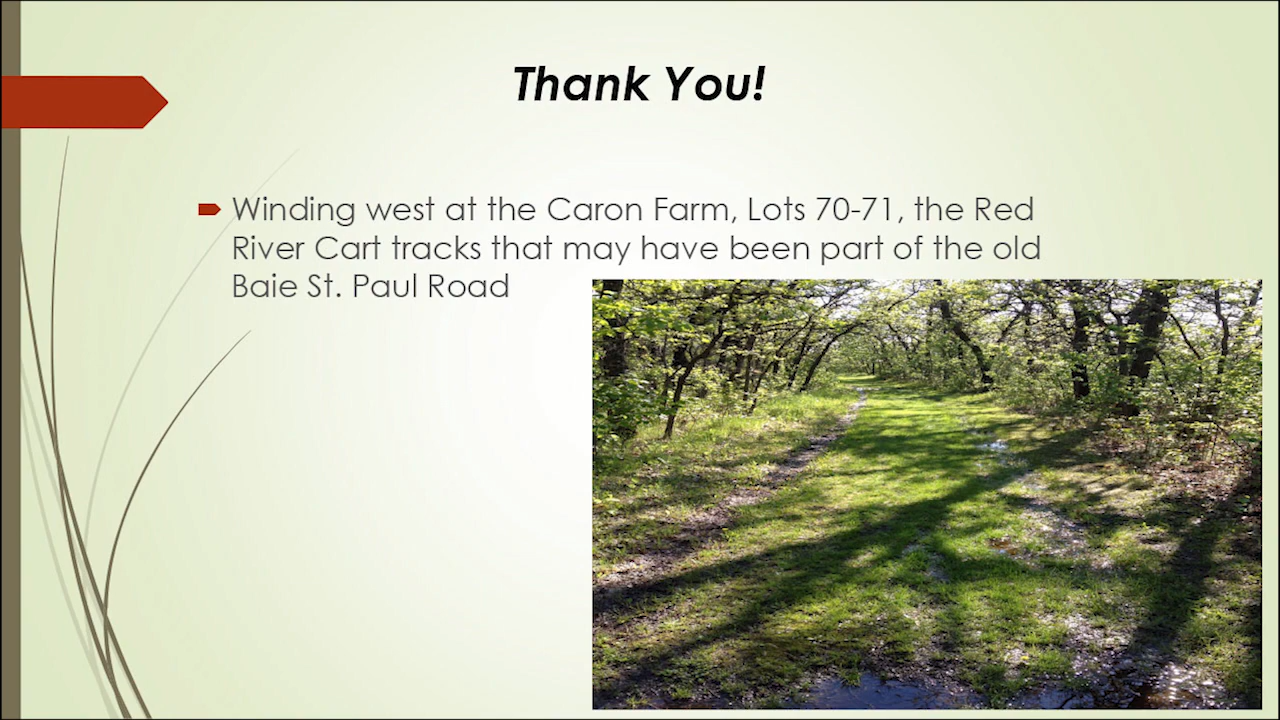 Thank You!
Winding west at the Caron Farm, Lots 70-71, the Red
River Cart tracks that may have been part of the old
Baie St. Paul Road